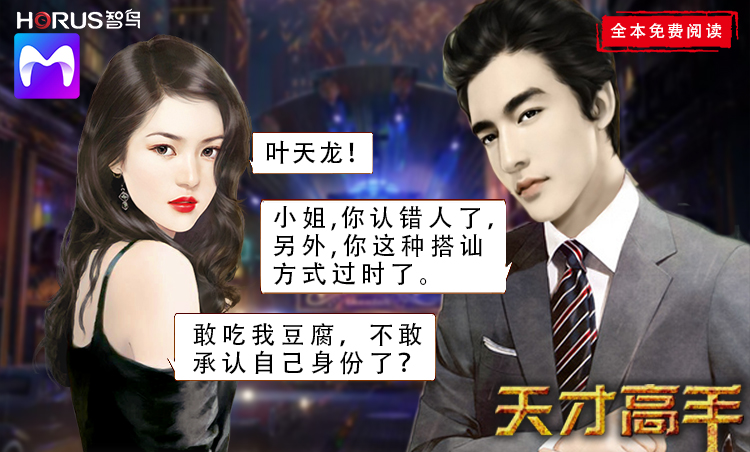 HORUS智鸟
全本免费阅读
叶天龙!
小姐,你认错人了,
另外,你这种搭讪
方式过时了。
敢吃我豆腐，不敢
承认自己身份了?
天才高手